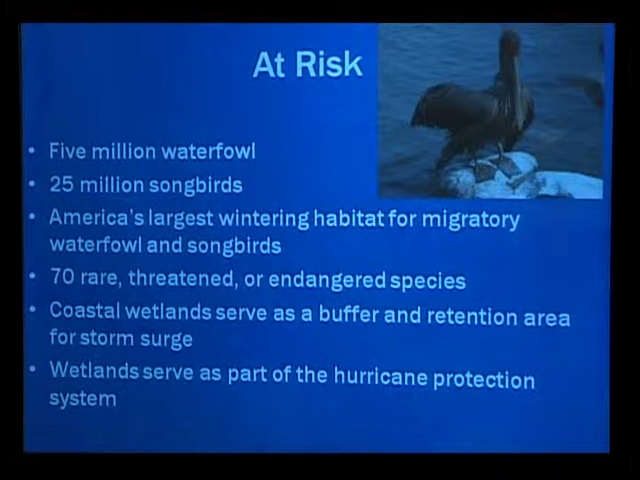 At Risk
• Five million waterfowl
• 25 million songbirds
• America's largest wintering habitat for migratory
waterfowl and songbirds
• 70 rare, threatened, or endangered species
• Coastal wetlands serve as a buffer and retention area
for storm surge
• Wetlands serve as part of the hurricane protection
system